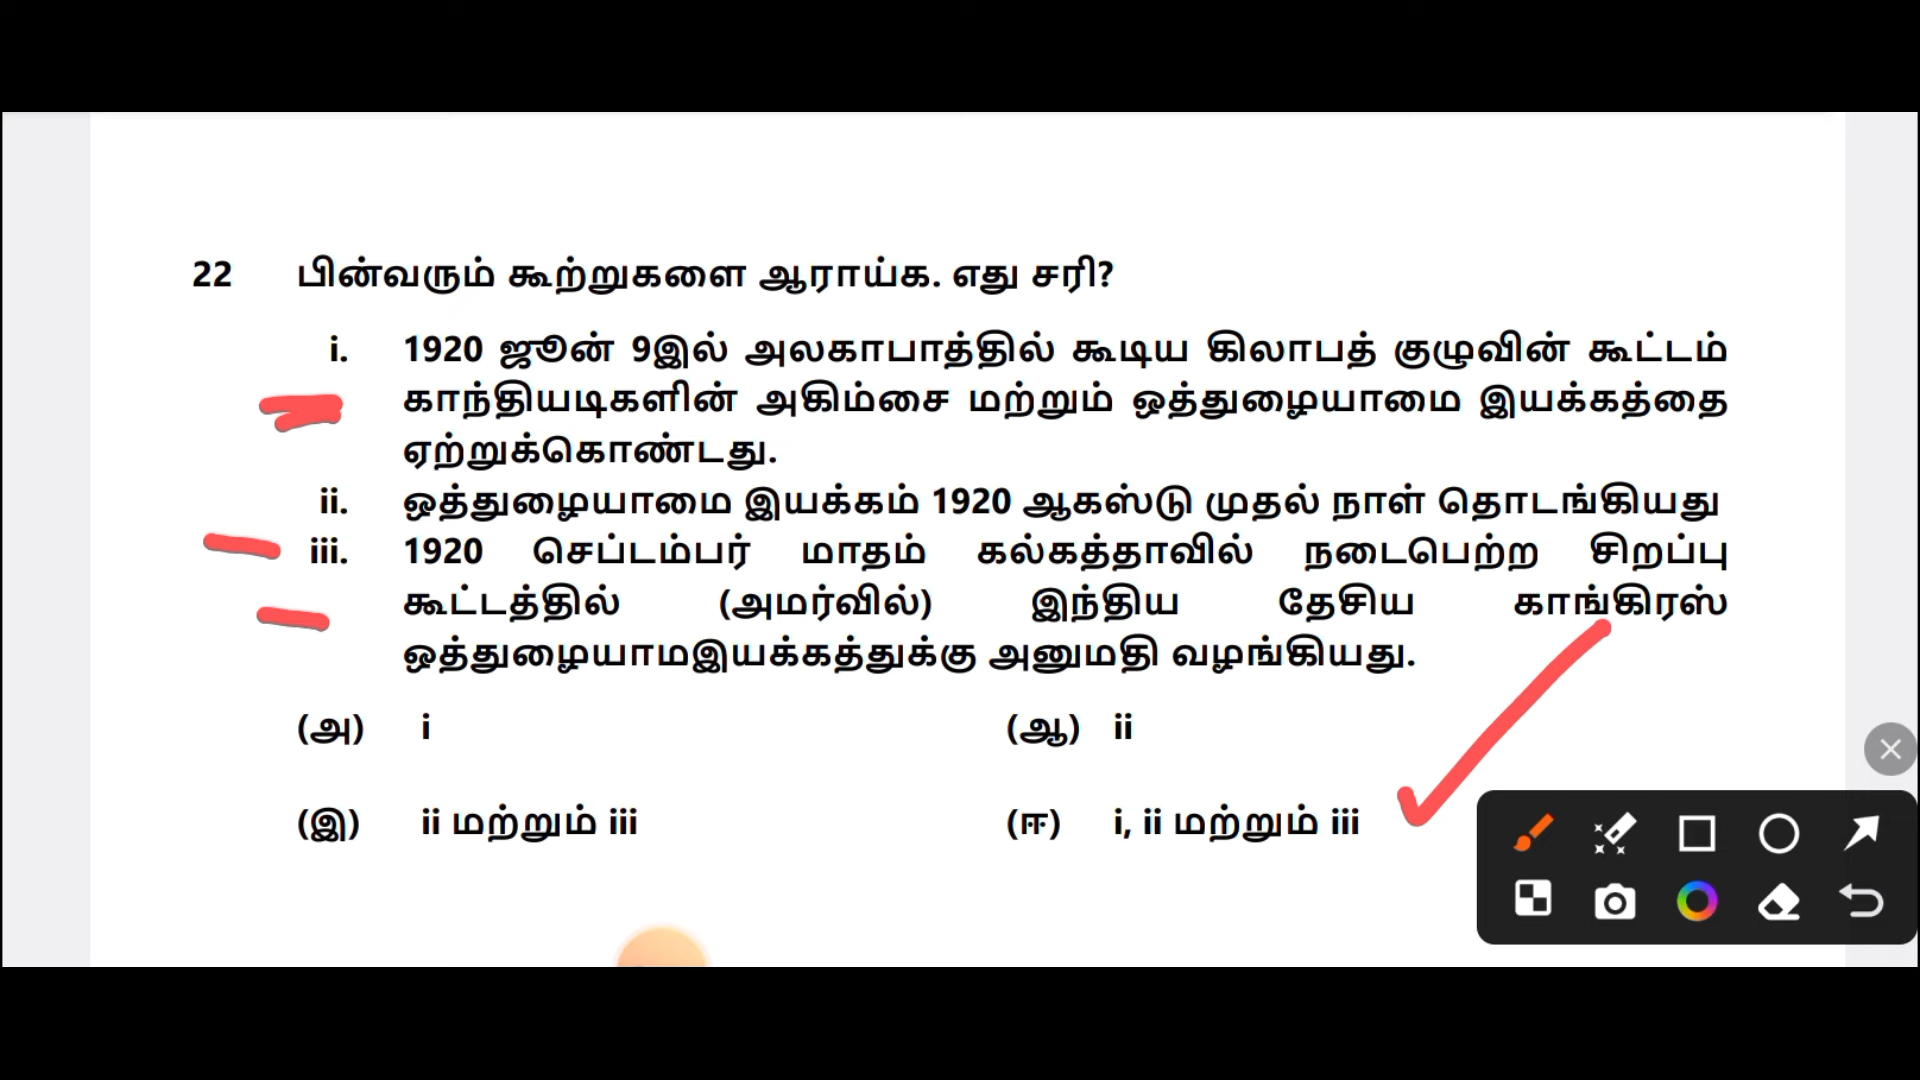 22 பின்வரும் கூற்றுகளை ஆராய்க. எது சரி?
i. 1920 ஜூன் 9இல் அலகாபாத்தில் கூடிய கிலாபத் குழுவின் கூட்டம்
காந்தியடிகளின் அகிம்சை மற்றும் ஒத்துழையாமை இயக்கத்தை
ஏற்றுக்கொண்டது.
ii. ஒத்துழையாமை இயக்கம் 1920 ஆகஸ்டு முதல் நாள் தொடங்கியது
iii. 1920 செப்டம்பர் மாதம் கல்கத்தாவில் நடைபெற்ற சிறப்பு
கூட்டத்தில் (அமர்வில்) இந்திய தேசிய காங்கிரஸ்
ஒத்துழையாமஇயக்கத்துக்கு அனுமதி வழங்கியது.
(அ) i (ஆ) ii
(இ) ii மற்றும் iii (ஈ) i, ii மற்றும் iii